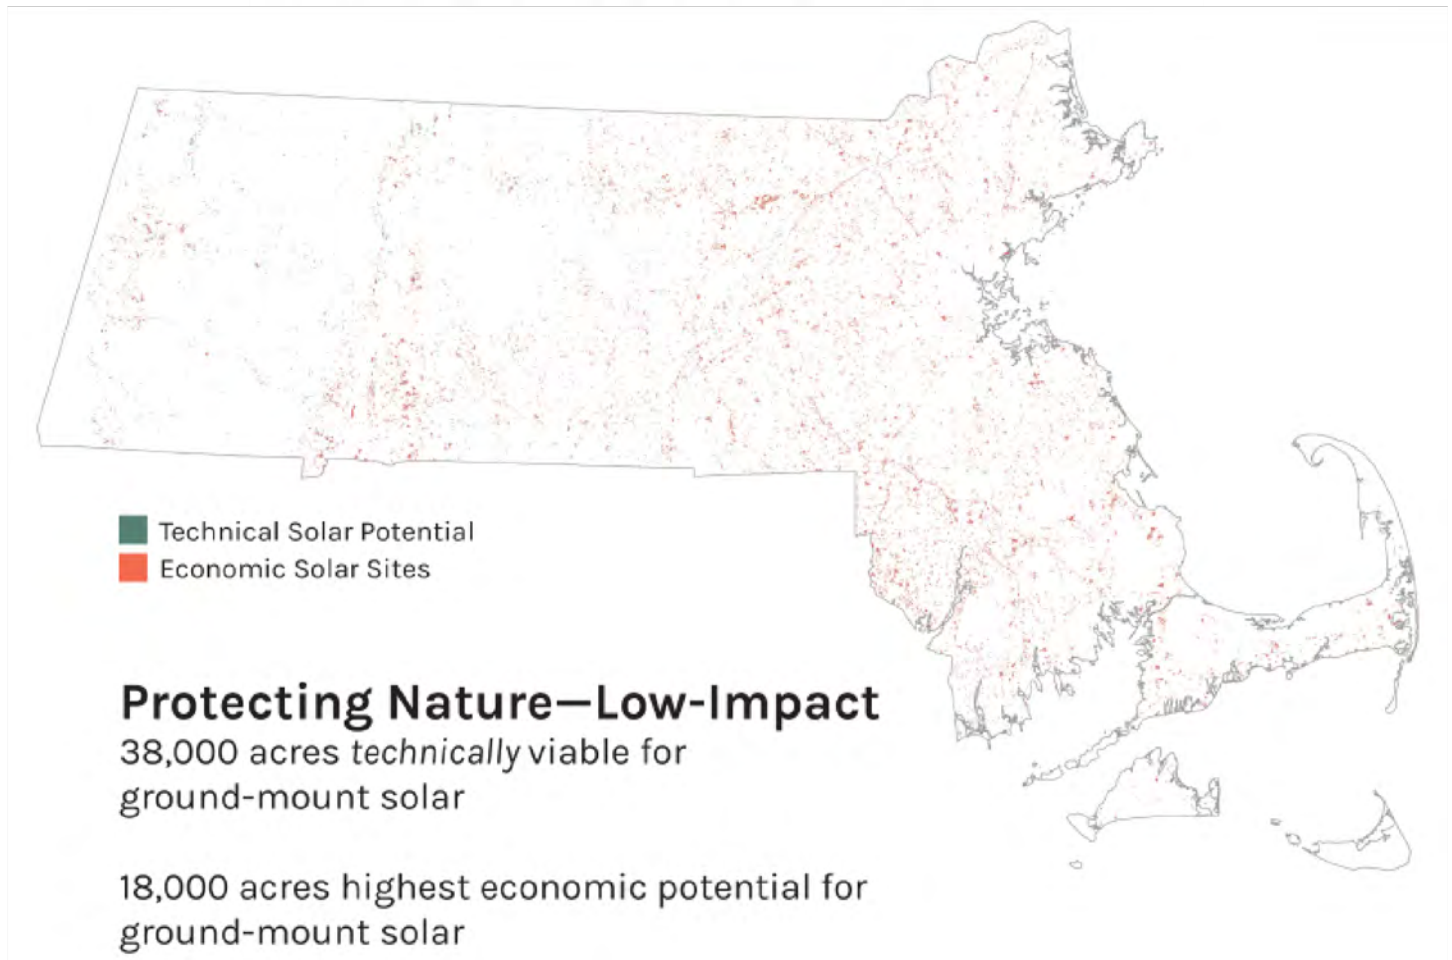 Technical Solar Potential
Economic Solar Sites
Protecting Nature—Low-Impact
38,000 acres technically viable for
ground-mount solar
18,000 acres highest economic potential for
ground-mount solar